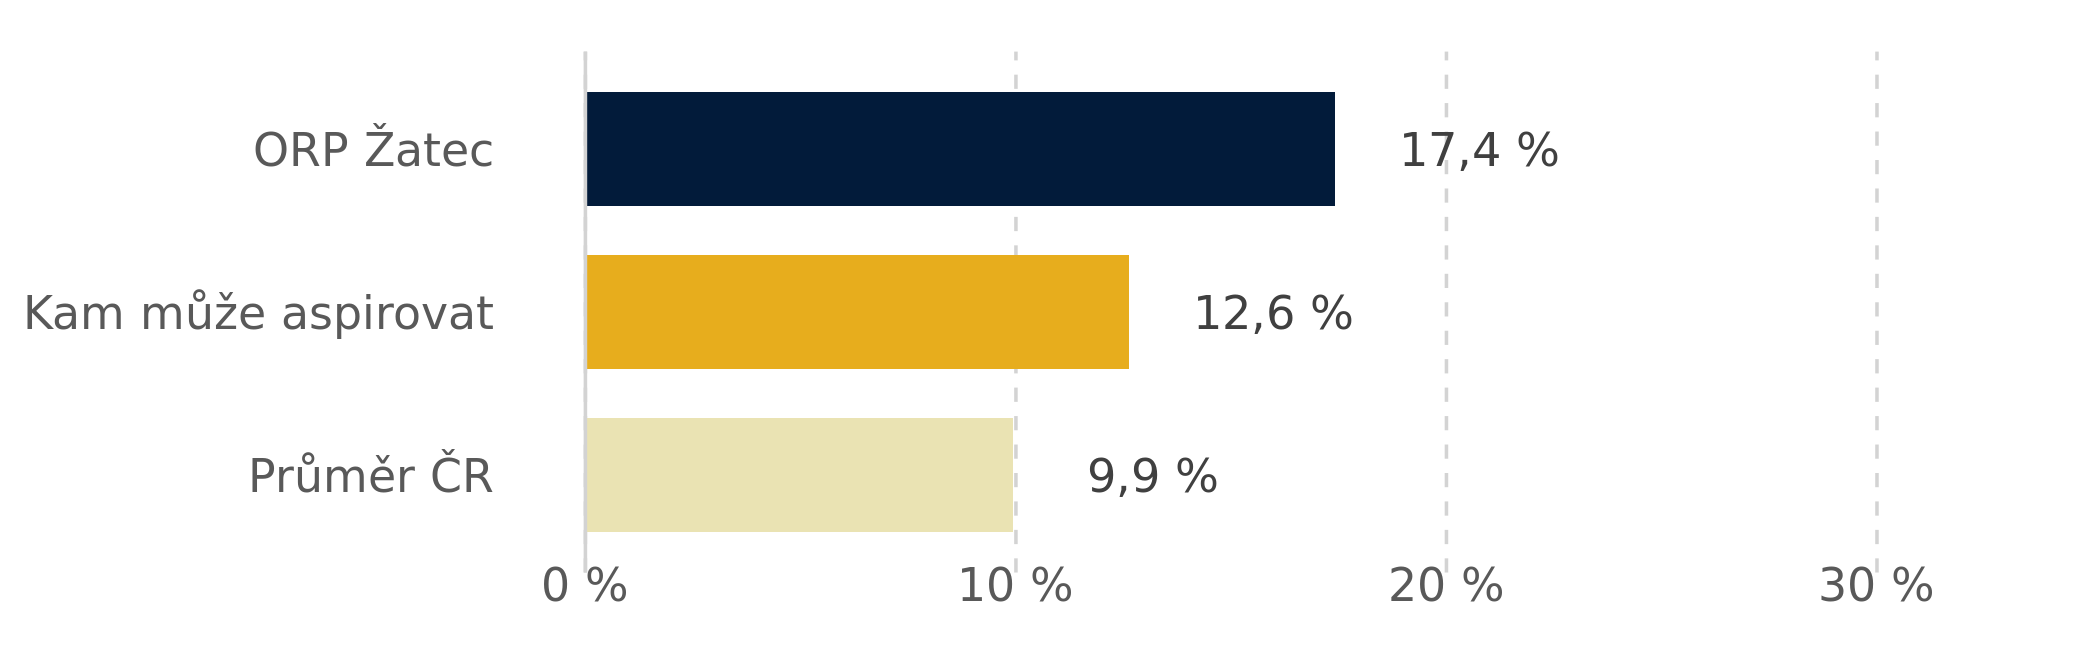 ORP Žatec 17,4 %
Kam může aspirovat 12,6 %
Průměr ČR 9,9 %
0 % 10 % 20 % 30 %